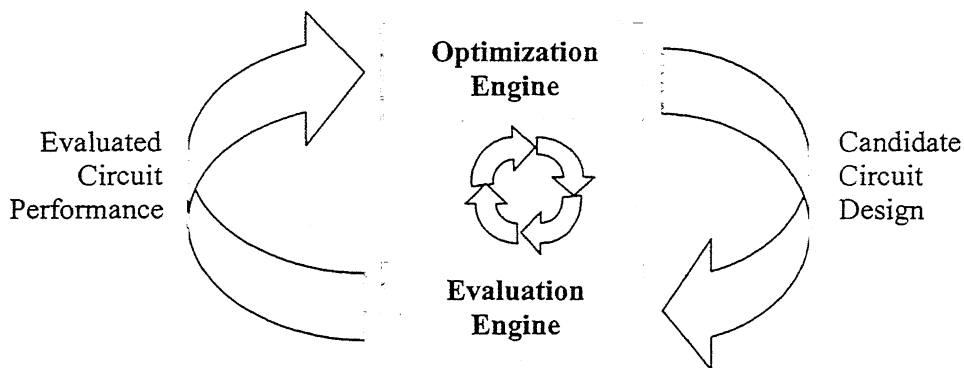 Optimization
Engine
Evaluated
Circuit
Performance
Candidate
Circuit
Design
Evaluation
Engine